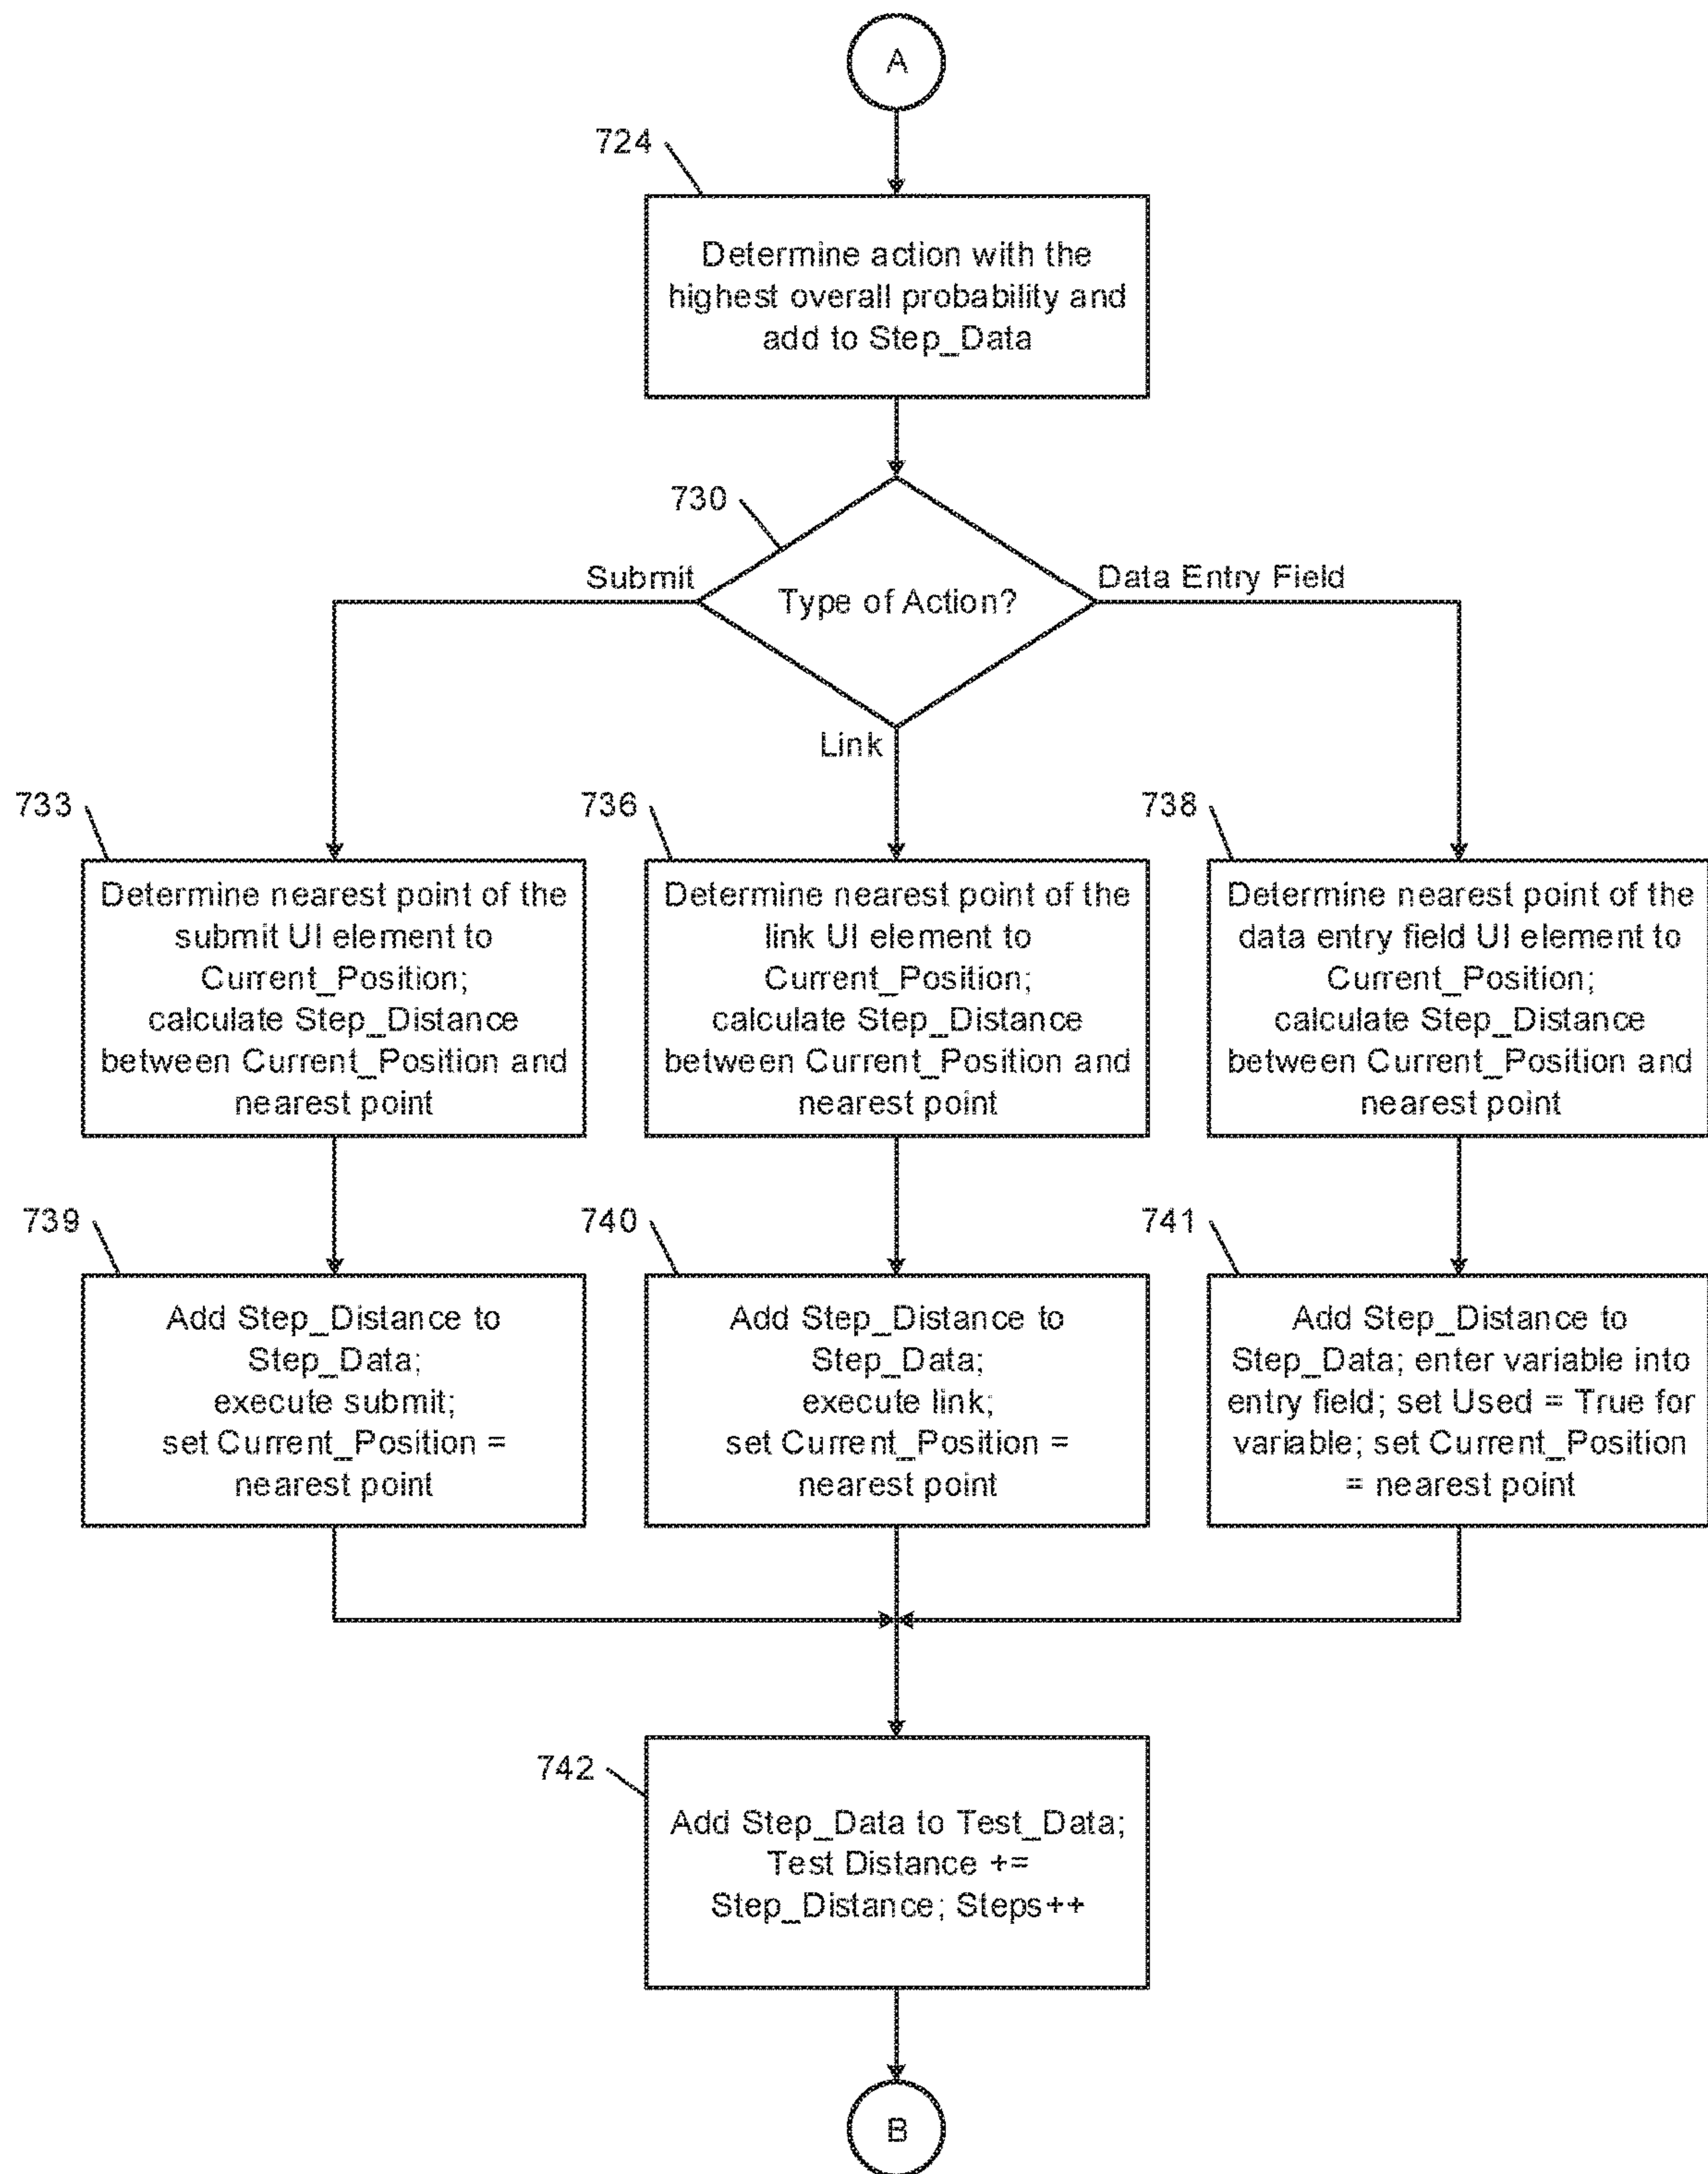 A
724
Determine action with the
highest overall probability and
add to Step_Data
730
Submit
Type of Action?
Data Entry Field
Link
733
Determine nearest point of the
submit UI element to
Current_Position;
calculate Step_Distance
between Current_Position and
nearest point
736
Determine nearest point of the
link UI element to
Current_Position;
calculate Step_Distance
between Current_Position and
nearest point
738
Determine nearest point of the
data entry field UI element to
Current_Position;
calculate Step_Distance
between Current_Position and
nearest point
739
Add Step_Distance to
Step_Data;
execute submit;
set Current_Position =
nearest point
740
Add Step_Distance to
Step_Data;
execute link;
set Current_Position =
nearest point
741
Add Step_Distance to
Step_Data; enter variable into
entry field; set Used = True for
variable; set Current_Position
= nearest point
742
Add Step_Data to Test_Data;
Test Distance +=
Step_Distance; Steps++
B